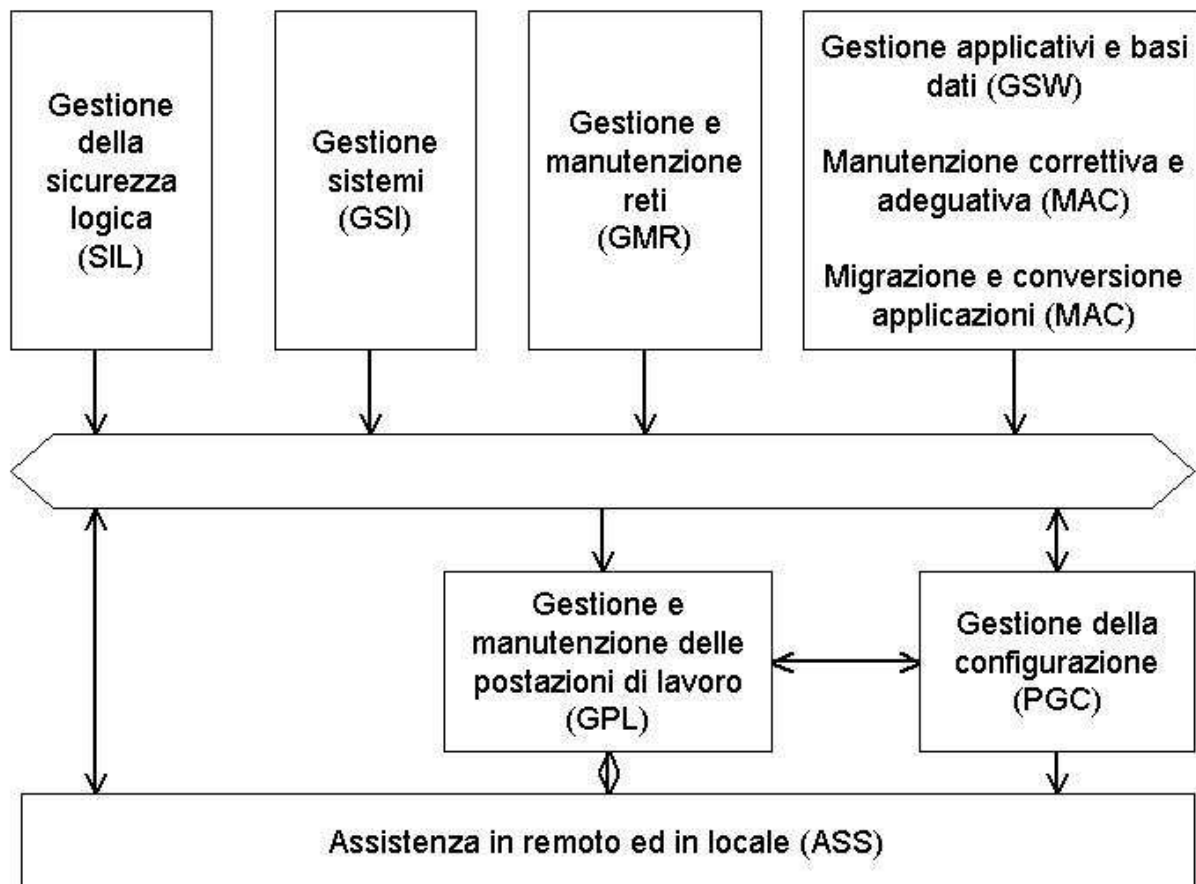 Gestione
della
sicurezza
logica
(SIL)
Gestione
sistemi
(GSI)
Gestione e
manutenzione
reti
(GMR)
Gestione applicativi e basi
dati (GSW)
Manutenzione correttiva e
adeguativa (MAC)
Migrazione e conversione
applicazioni (MAC)
Gestione e
manutenzione delle
postazioni di lavoro
(GPL)
Gestione della
configurazione
(PGC)
Assistenza in remoto ed in locale (ASS)